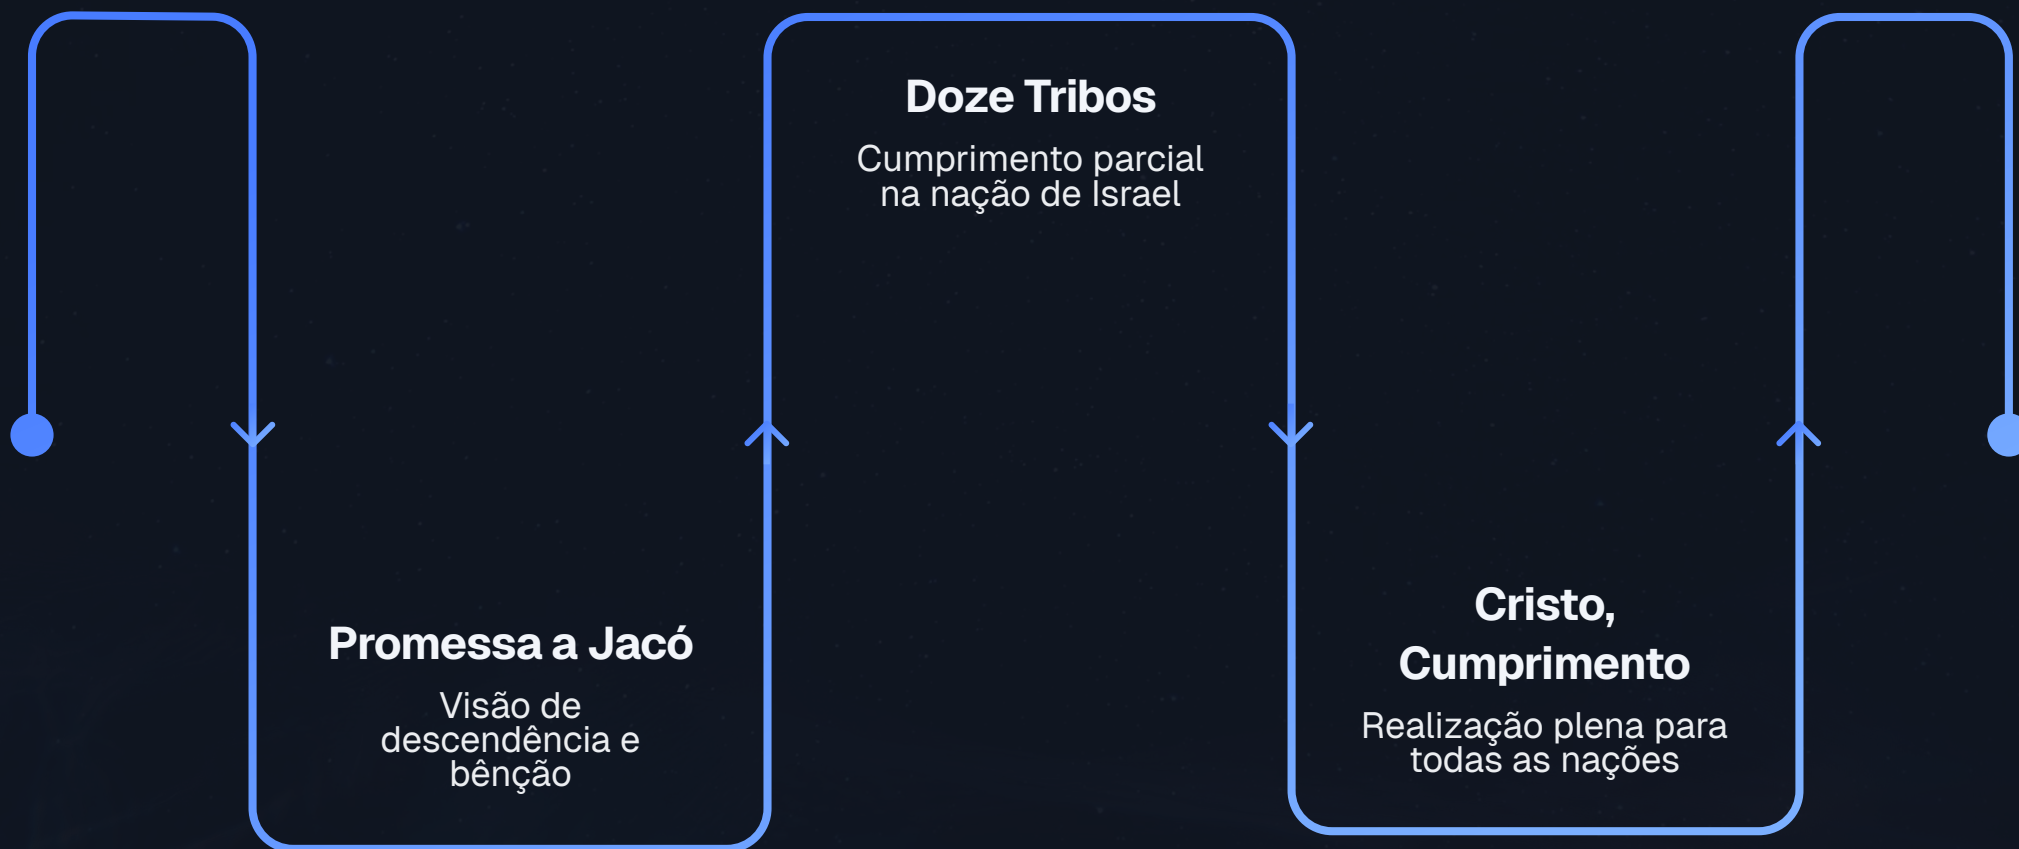 Promessa a Jacó
Visão de
descendência e
bênção
Doze Tribos
Cumprimento parcial
na nação de Israel
Cristo,
Cumprimento
Realização plena para
todas as nações